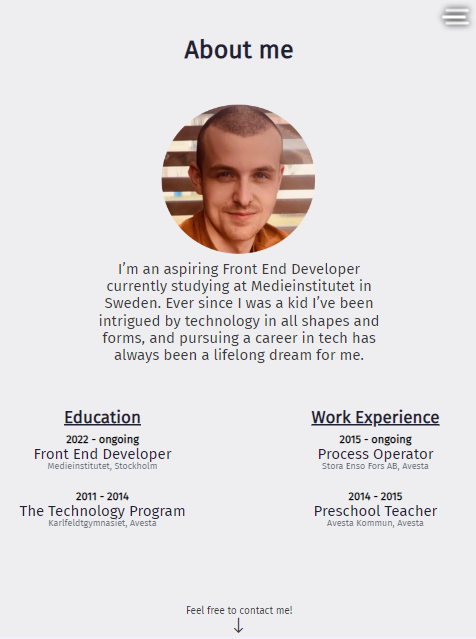 About me
I’m an aspiring Front End Developer
currently studying at Medieinstitutet in
Sweden. Ever since I was a kid I’ve been
intrigued by technology in all shapes and
forms, and pursuing a career in tech has
always been a lifelong dream for me.
Education
2022 - ongoing
Front End Developer
Medieinstitutet, Stockholm
2011 - 2014
The Technology Program
Karlfeldtgymnasiet, Avesta
Work Experience
2015 - ongoing
Process Operator
Stora Enso Fors AB, Avesta
2014 - 2015
Preschool Teacher
Avesta Kommun, Avesta
Feel free to contact me!